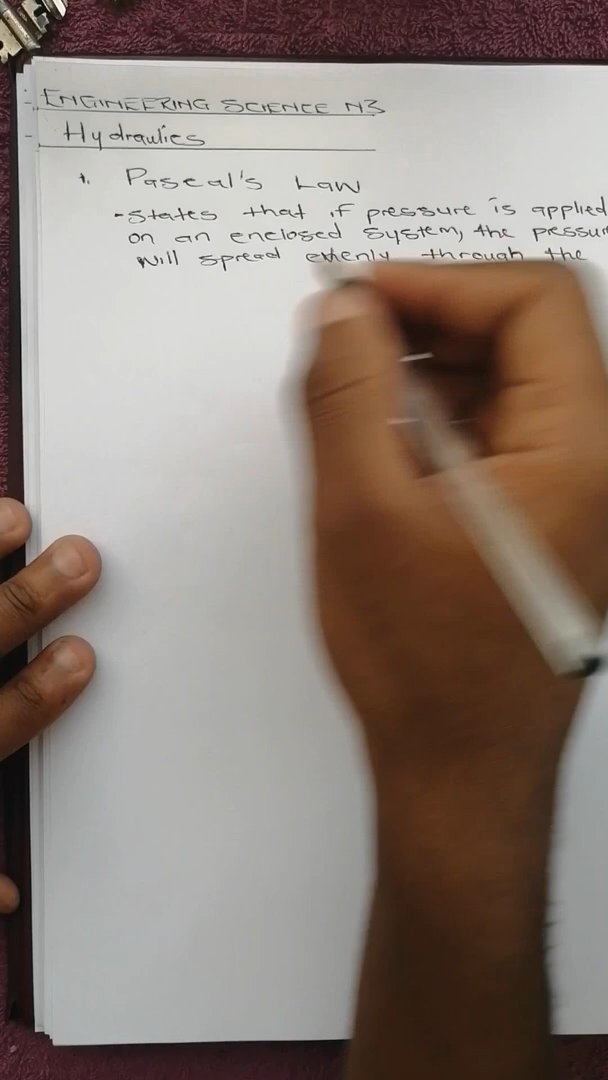 ENGINEERING SCIENCE N3
Hydraulics
1. Pascal's Law
- states that if pressure is applied
on an enclosed system, the pessur
will spread evenly through the